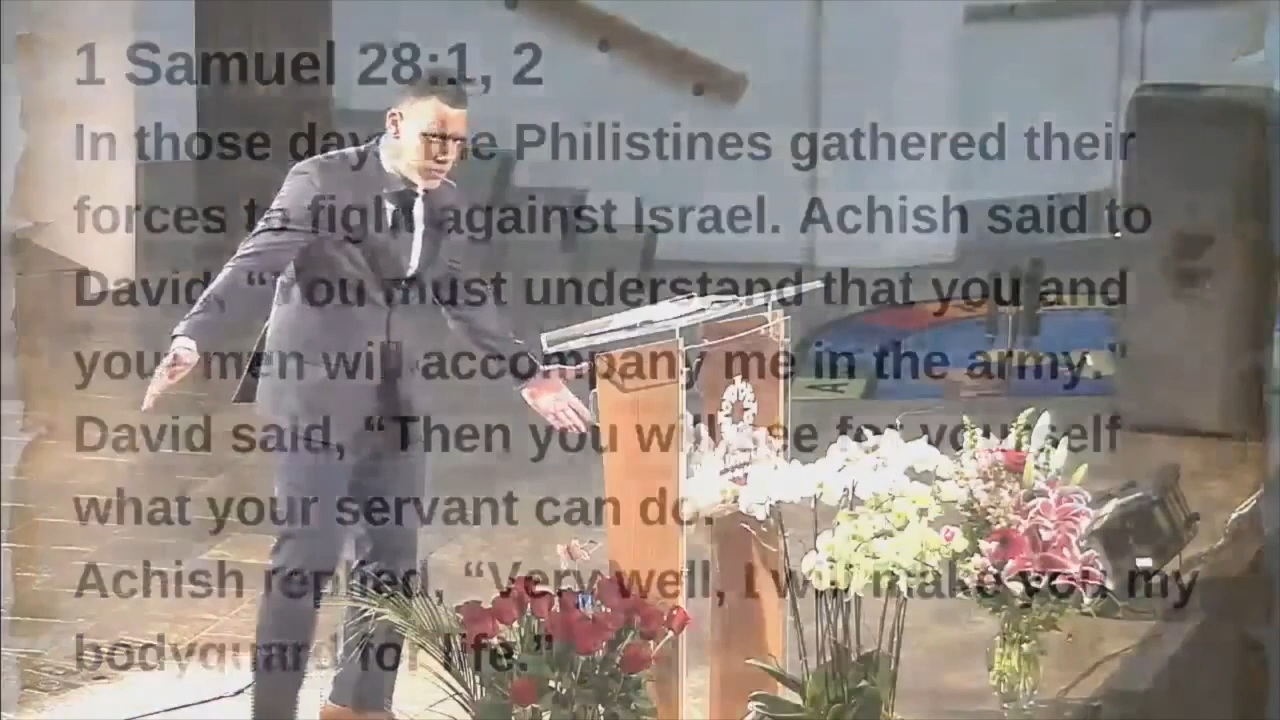 1 Samuel 28:1, 2
In those days the Philistines gathered their
forces to fight against Israel. Achish said to
David, “You must understand that you and
your men will accompany me in the army.”
David said, “Then you will see for yourself
what your servant can do.”
Achish replied, “Very well, I will make you my
bodyguard for life.”